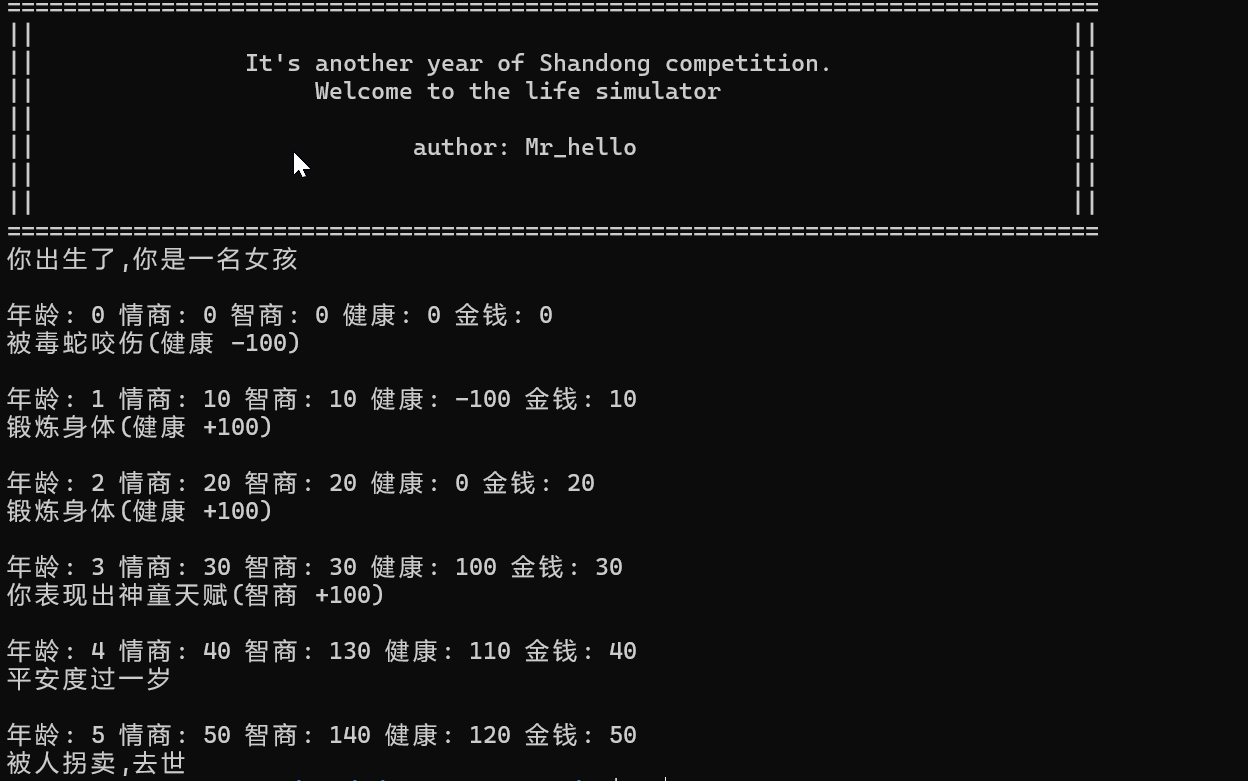 ================================================================================
||                                                                            ||
||               It's another year of Shandong competition.                   ||
||                    Welcome to the life simulator                           ||
||                                                                            ||
||                           author: Mr_hello                                 ||
||                                                                            ||
||                                                                            ||
================================================================================
你出生了,你是一名女孩
年龄: 0 情商: 0 智商: 0 健康: 0 金钱: 0
被毒蛇咬伤(健康 -100)
年龄: 1 情商: 10 智商: 10 健康: -100 金钱: 10
锻炼身体(健康 +100)
年龄: 2 情商: 20 智商: 20 健康: 0 金钱: 20
锻炼身体(健康 +100)
年龄: 3 情商: 30 智商: 30 健康: 100 金钱: 30
你表现出神童天赋(智商 +100)
年龄: 4 情商: 40 智商: 130 健康: 110 金钱: 40
平安度过一岁
年龄: 5 情商: 50 智商: 140 健康: 120 金钱: 50
被人拐卖,去世